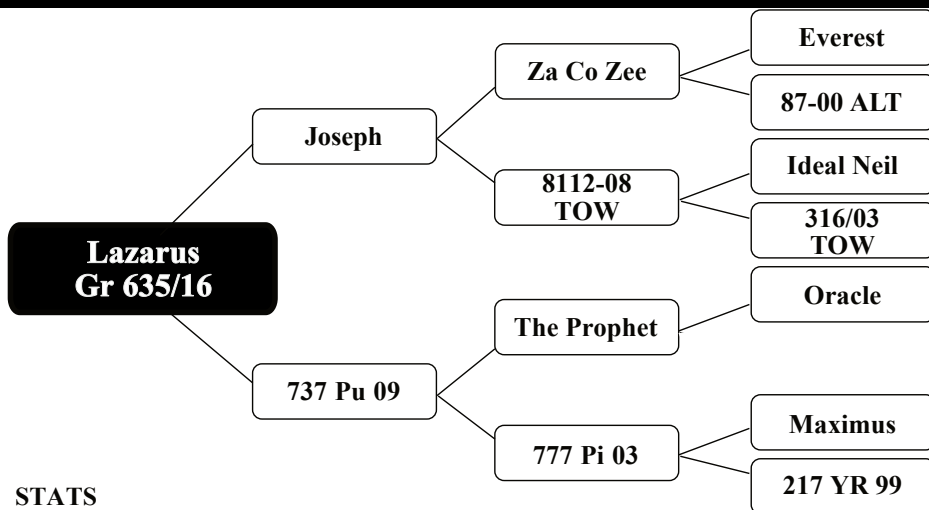 Everest
Za Co Zee
87-00 ALT
Joseph
Ideal Neil
8112-08
TOW
316/03
TOW
Lazarus
Gr 635/16
Oracle
The Prophet
737 Pu 09
Maximus
777 Pi 03
217 YR 99
STATS